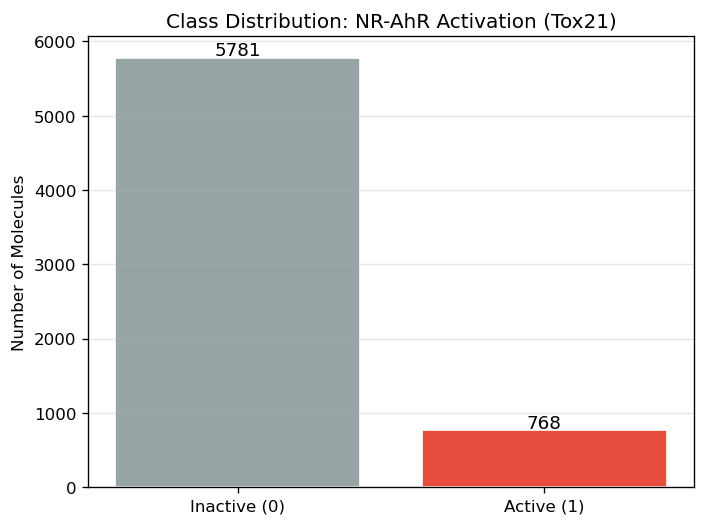 Class Distribution: NR-AhR Activation (Tox21)
6000
5781
5000
4000
Number of Molecules
3000
2000
1000
768
0
Inactive (0)
Active (1)